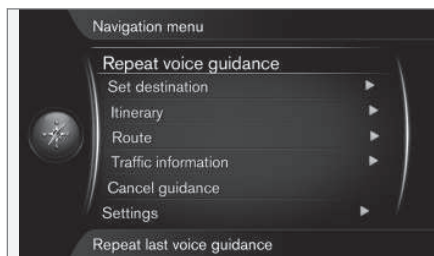 Navigation menu
Repeat voice guidance
Set destination
Itinerary
Route
Traffic information
Cancel guidance
Settings
Repeat last voice guidance